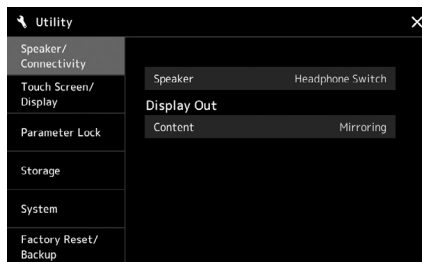 Utility
Speaker/
Connectivity
Touch Screen/
Display
Parameter Lock
Storage
System
Factory Reset/
Backup
Speaker Headphone Switch
Display Out
Content Mirroring